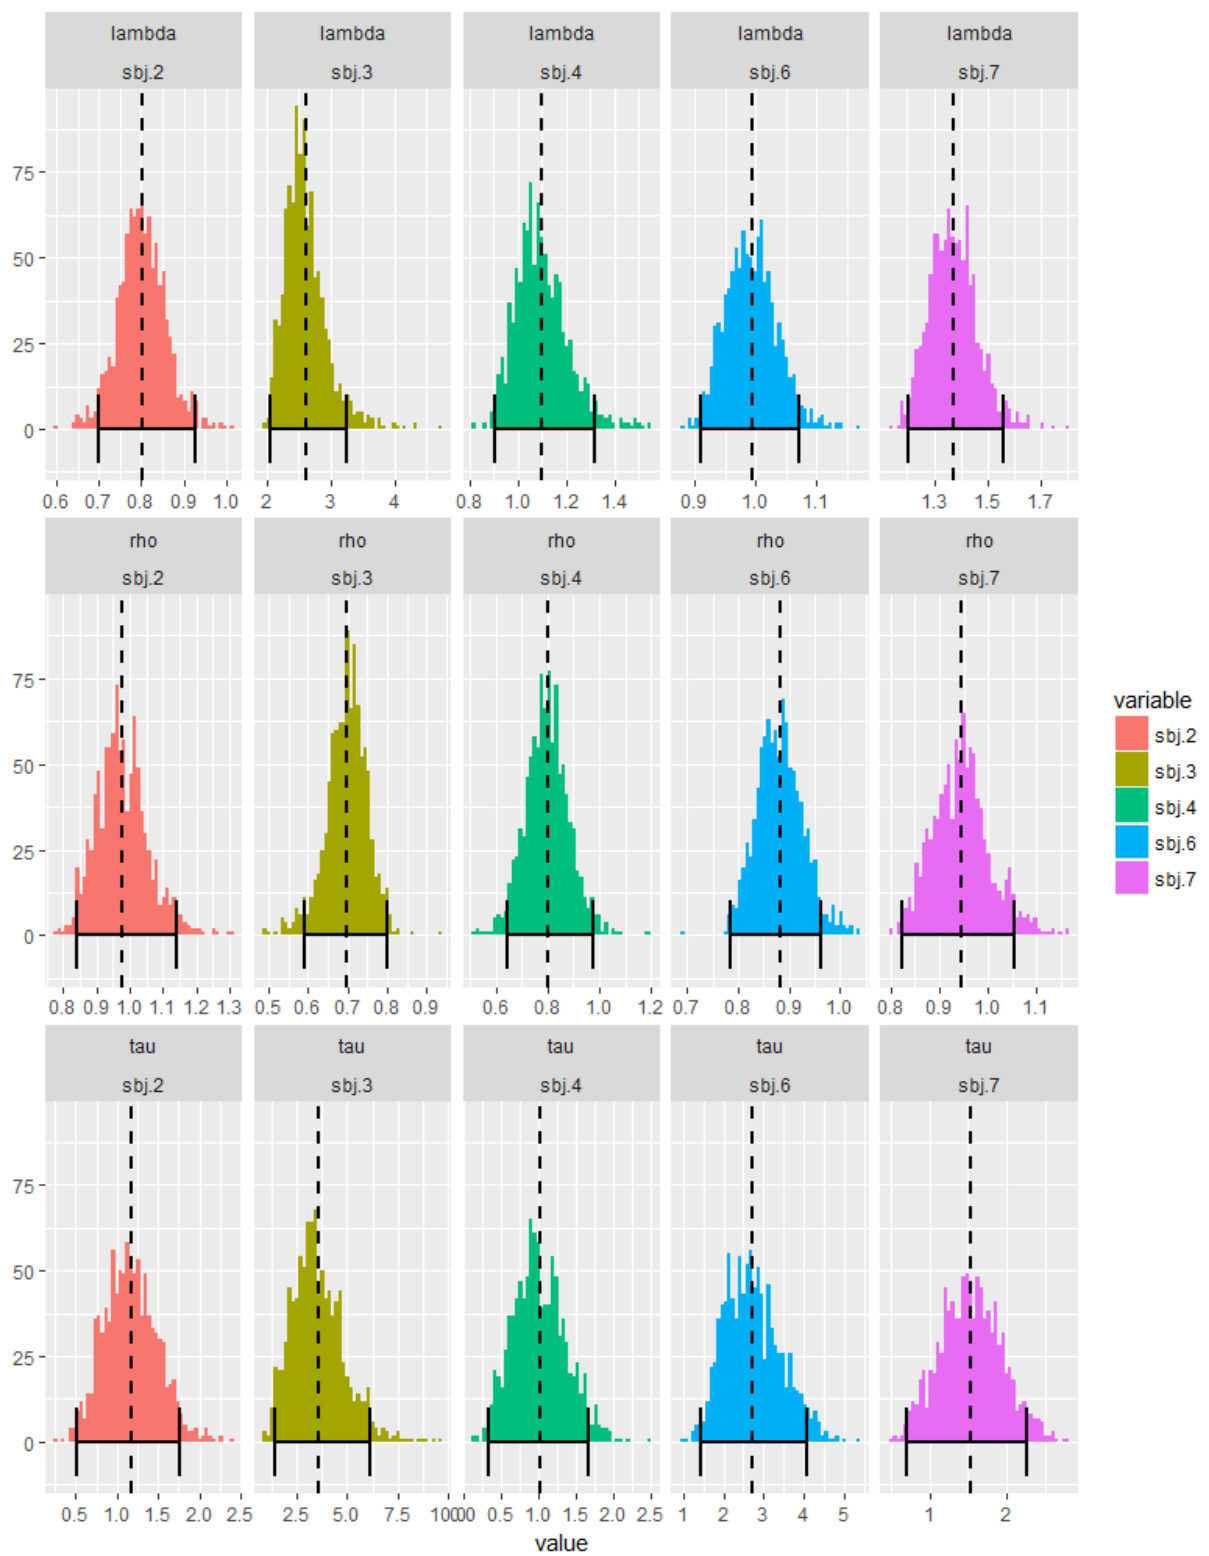 lambda lambda lambda lambda lambda
sbj.2 sbj.3 sbj.4 sbj.6 sbj.7
75
50
25
0
0.6 0.7 0.8 0.9 1.0 2 3 4 0.8 1.0 1.2 1.4 0.9 1.0 1.1 1.3 1.5 1.7
rho rho rho rho rho
sbj.2 sbj.3 sbj.4 sbj.6 sbj.7
75
50
25
0
0.8 0.9 1.0 1.1 1.2 1.3 0.5 0.6 0.7 0.8 0.9 0.6 0.8 1.0 1.2 0.7 0.8 0.9 1.0 0.8 0.9 1.0 1.1
tau tau tau tau tau
sbj.2 sbj.3 sbj.4 sbj.6 sbj.7
75
50
25
0
0.5 1.0 1.5 2.0 2.5 2.5 5.0 7.5 0.5 1.0 1.5 2.0 2.5 1 2 3 4 5 1 2
value
variable
sbj.2
sbj.3
sbj.4
sbj.6
sbj.7